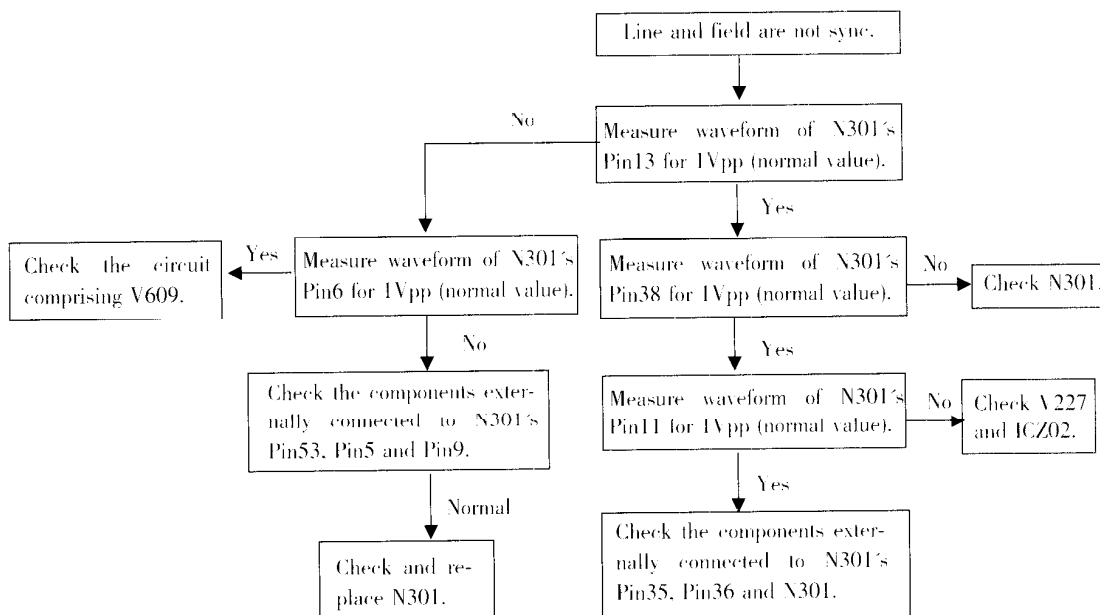 Line and field are not sync.
No
Measure waveform of N301's
Pin13 for 1Vpp (normal value).
Yes
Check the circuit
comprising V609.
Yes
Measure waveform of N301's
Pin6 for 1Vpp (normal value).
Measure waveform of N301's
Pin38 for 1Vpp (normal value).
No
Check N301.
No
Yes
Check the components exter-
nally connected to N301's
Pin53, Pin5 and Pin9.
Measure waveform of N301's
Pin11 for 1Vpp (normal value).
No
Check V227
and ICZ02.
Normal
Yes
Check and re-
place N301.
Check the components exter-
nally connected to N301's
Pin35, Pin36 and N301.